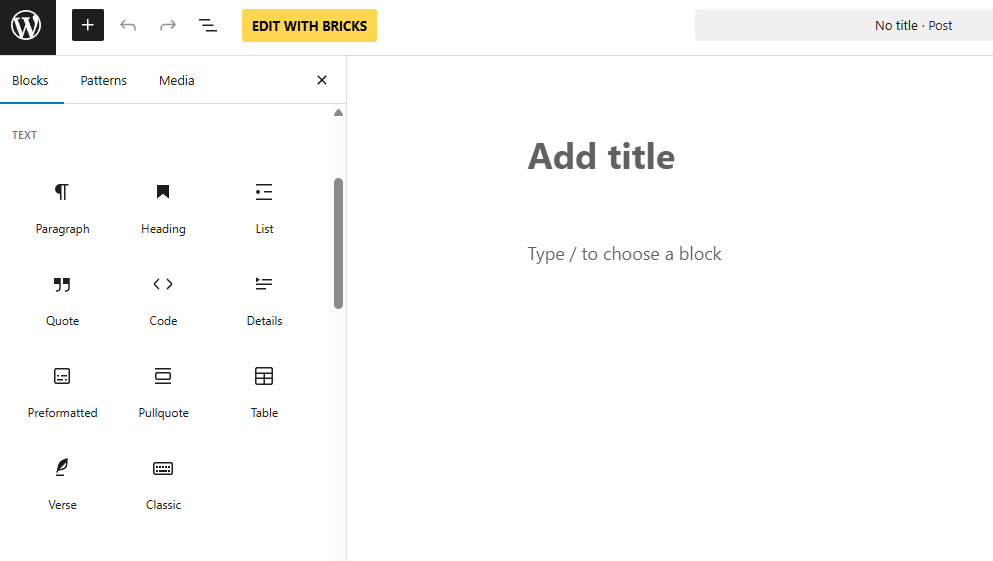 EDIT WITH BRICKS
No title · Post
Blocks Patterns Media
TEXT
Paragraph Heading List
Quote Code Details
Preformatted Pullquote Table
Verse Classic
Add title
Type / to choose a block